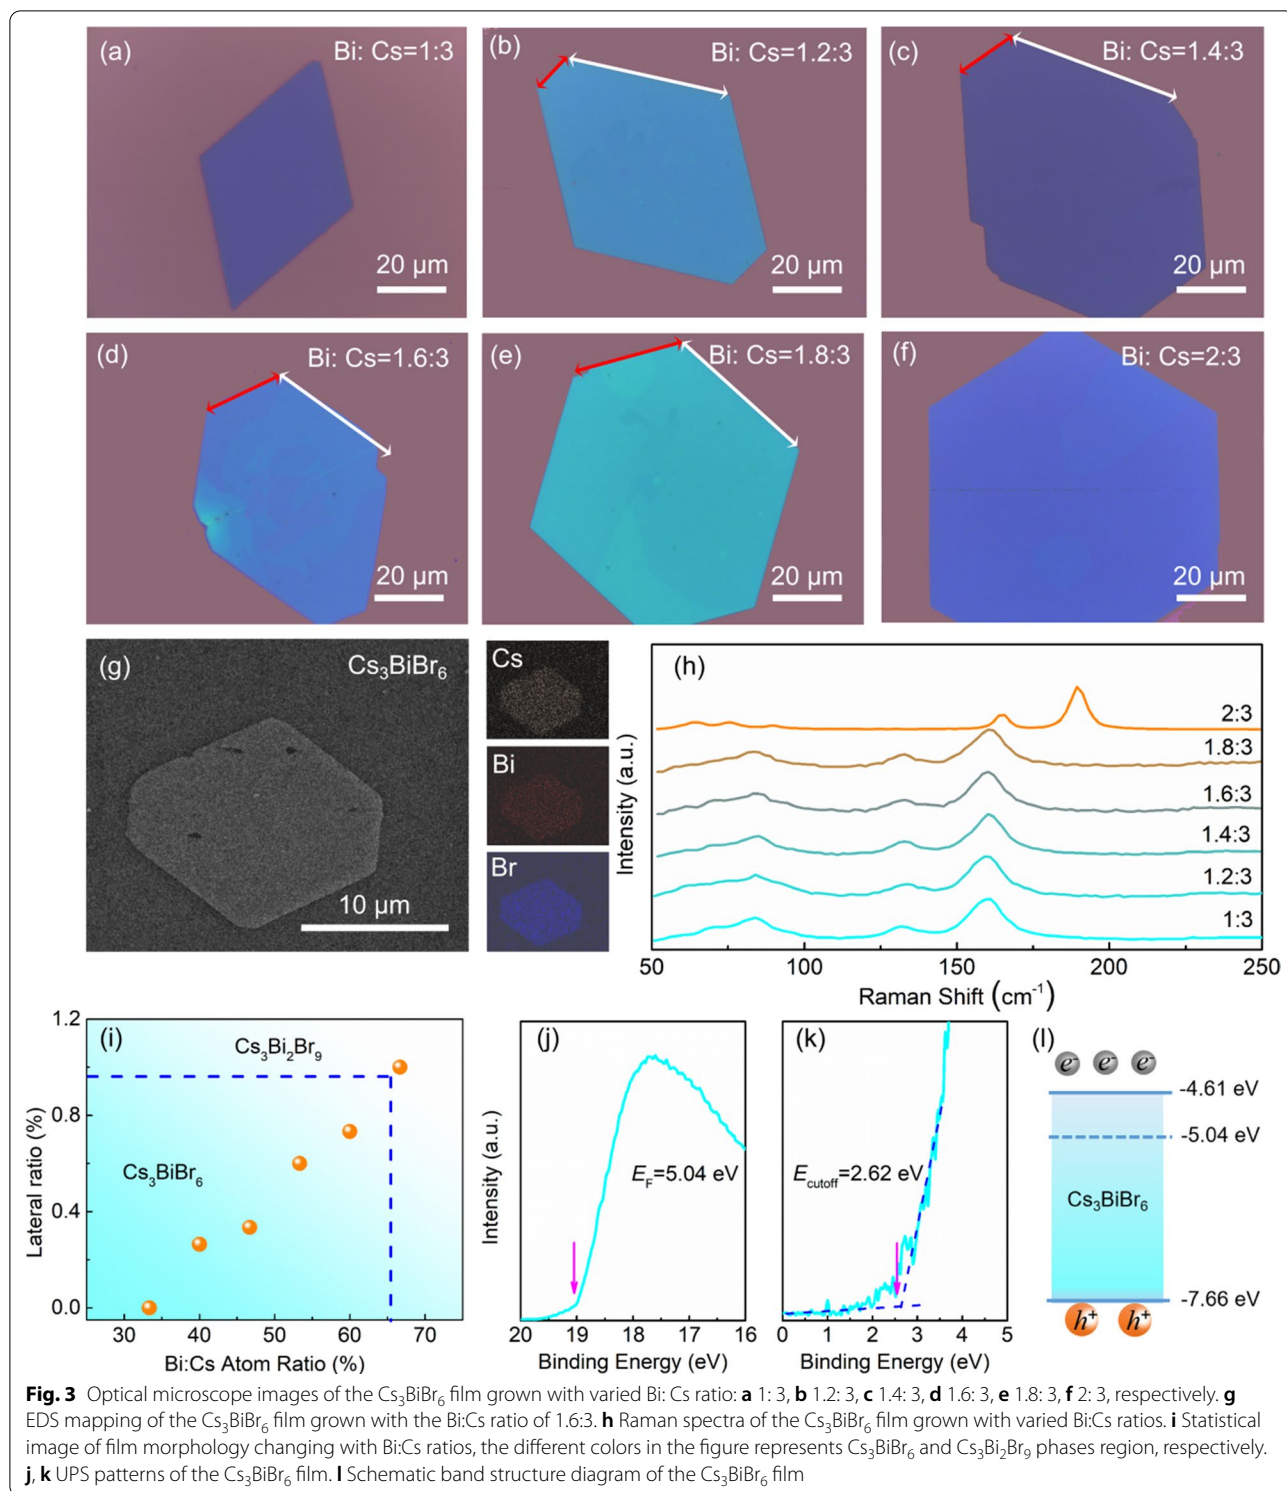 (a) Bi: Cs=1:3
20 μm
(b) Bi: Cs=1.2:3
20 μm
(c) Bi: Cs=1.4:3
20 μm
(d) Bi: Cs=1.6:3
20 μm
(e) Bi: Cs=1.8:3
20 μm
(f) Bi: Cs=2:3
20 μm
(g) Cs₃BiBr₆
10 μm
Cs
Bi
Br
(h)
2:3
1.8:3
1.6:3
1.4:3
1.2:3
1:3
Intensity (a.u.)
50 100 150 200 250
Raman Shift (cm⁻¹)
(i)
Cs₃Bi₂Br₉
Cs₃BiBr₆
1.2
0.8
0.4
0.0
Lateral ratio (%)
30 40 50 60 70
Bi:Cs Atom Ratio (%)
(j)
E_F=5.04 eV
Intensity (a.u.)
20 19 18 17 16
Binding Energy (eV)
(k)
E_cutoff=2.62 eV
0 1 2 3 4 5
Binding Energy (eV)
(l)
e⁻ e⁻ e⁻
-4.61 eV
-5.04 eV
Cs₃BiBr₆
-7.66 eV
h⁺ h⁺
Fig. 3 Optical microscope images of the Cs₃BiBr₆ film grown with varied Bi: Cs ratio: a 1: 3, b 1.2: 3, c 1.4: 3, d 1.6: 3, e 1.8: 3, f 2: 3, respectively. g
EDS mapping of the Cs₃BiBr₆ film grown with the Bi:Cs ratio of 1.6:3. h Raman spectra of the Cs₃BiBr₆ film grown with varied Bi:Cs ratios. i Statistical
image of film morphology changing with Bi:Cs ratios, the different colors in the figure represents Cs₃BiBr₆ and Cs₃Bi₂Br₉ phases region, respectively.
j, k UPS patterns of the Cs₃BiBr₆ film. l Schematic band structure diagram of the Cs₃BiBr₆ film